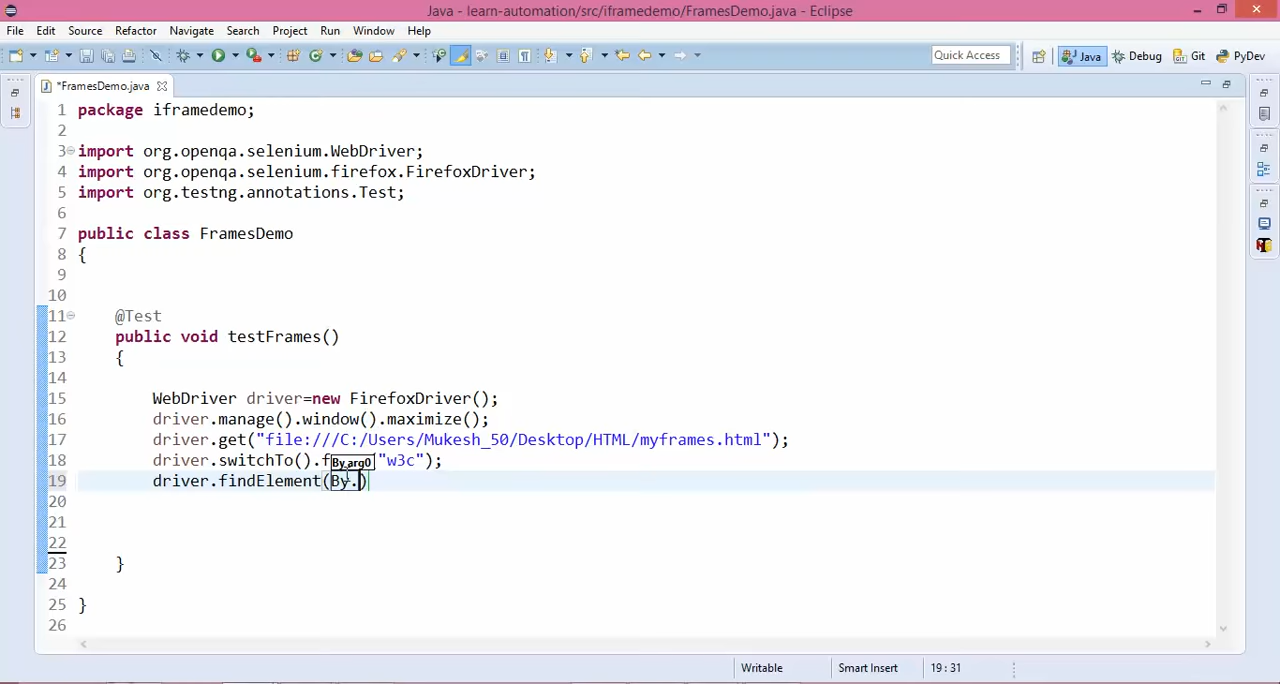 Java - learn-automation/src/iframedemo/FramesDemo.java - Eclipse
File Edit Source Refactor Navigate Search Project Run Window Help
Quick Access Java Debug Git PyDev
*FramesDemo.java
1 package iframedemo;
2
3 import org.openqa.selenium.WebDriver;
4 import org.openqa.selenium.firefox.FirefoxDriver;
5 import org.testng.annotations.Test;
6
7 public class FramesDemo
8 {
9
10
11 @Test
12 public void testFrames()
13 {
14
15 WebDriver driver=new FirefoxDriver();
16 driver.manage().window().maximize();
17 driver.get("file:///C:/Users/Mukesh_50/Desktop/HTML/myframes.html");
18 driver.switchTo().f "w3c");
By arg0
19 driver.findElement(By.)
20
21
22
23 }
24
25 }
26
Writable Smart Insert 19 : 31